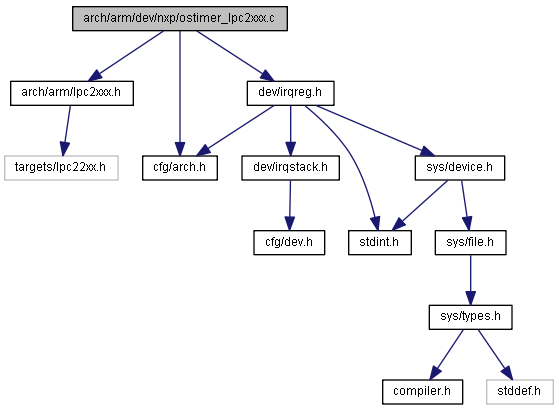 arch/arm/dev/nxp/ostimer_lpc2xxx.c
arch/arm/lpc2xxx.h
dev/irqreg.h
targets/lpc22xx.h
cfg/arch.h
dev/irqstack.h
sys/device.h
cfg/dev.h
stdint.h
sys/file.h
sys/types.h
compiler.h
stddef.h